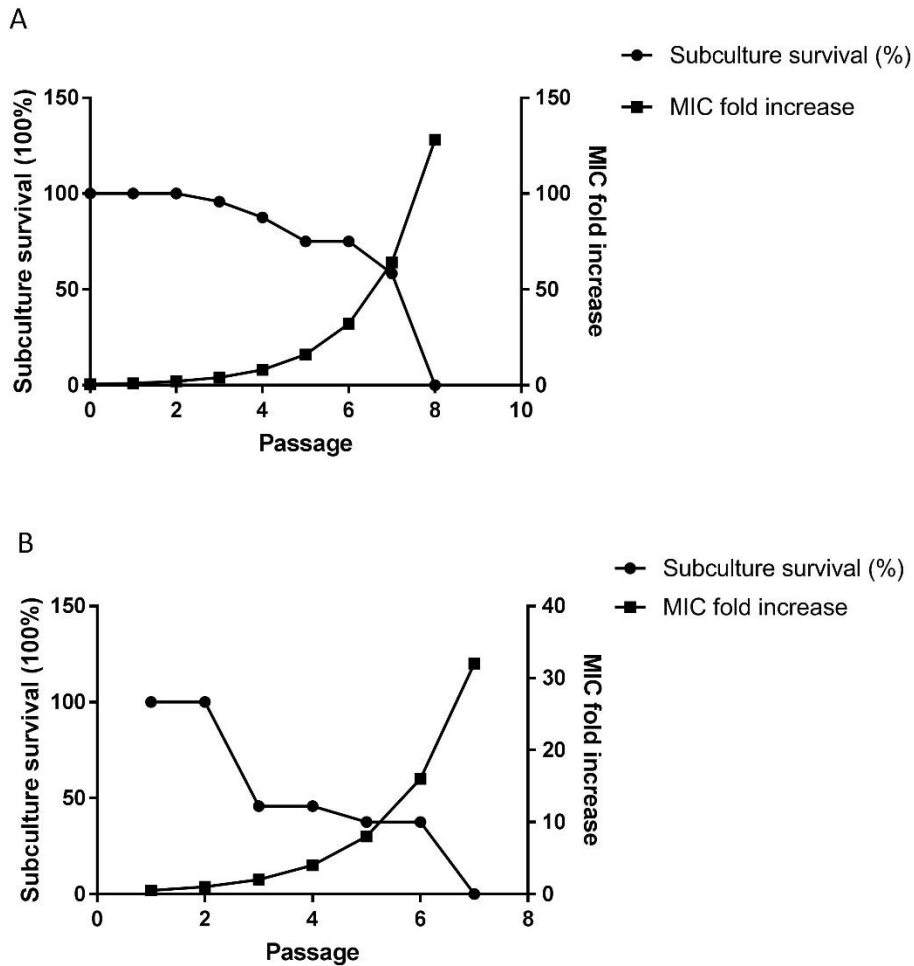 A
Subculture survival (%)
MIC fold increase
150
100
50
0
Subculture survival (100%)
150
100
50
0
MIC fold increase
0 2 4 6 8 10
Passage
B
Subculture survival (%)
MIC fold increase
150
100
50
0
Subculture survival (100%)
40
30
20
10
0
MIC fold increase
0 2 4 6 8
Passage